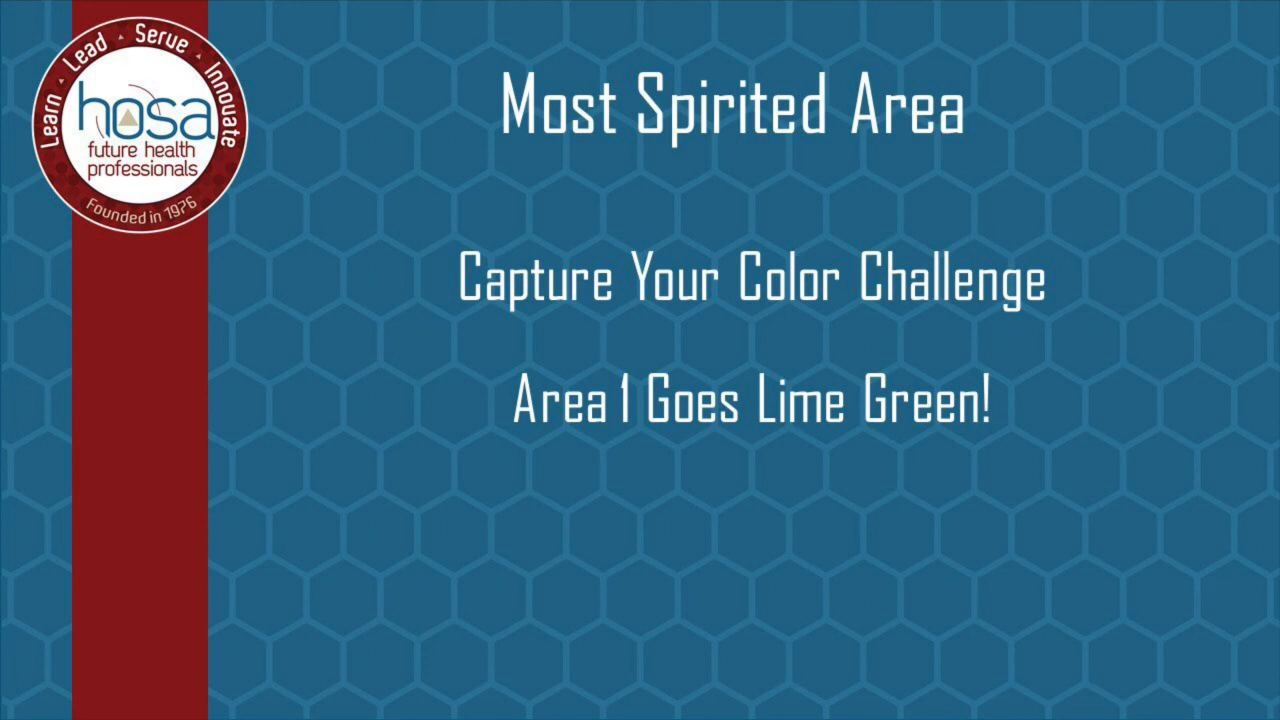 Learn • Lead • Serve • Innovate
hosa
future health
professionals
Founded in 1976
Most Spirited Area
Capture Your Color Challenge
Area 1 Goes Lime Green!